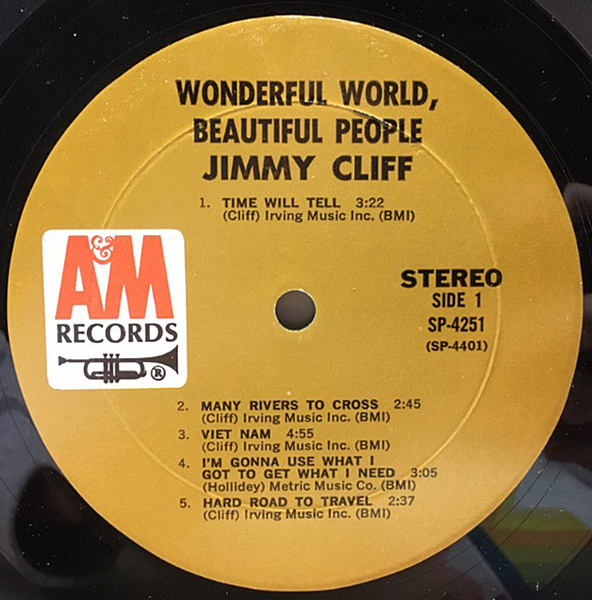 WONDERFUL WORLD,
BEAUTIFUL PEOPLE
JIMMY CLIFF
1. TIME WILL TELL 3:22
(Cliff) Irving Music Inc. (BMI)
A&M
RECORDS
®
STEREO
SIDE 1
SP-4251
(SP-4401)
2. MANY RIVERS TO CROSS 2:45
(Cliff) Irving Music Inc. (BMI)
3. VIET NAM 4:55
(Cliff) Irving Music Inc. (BMI)
4. I'M GONNA USE WHAT I
GOT TO GET WHAT I NEED 3:05
(Hollidey) Metric Music Co. (BMI)
5. HARD ROAD TO TRAVEL 2:37
(Cliff) Irving Music Inc. (BMI)